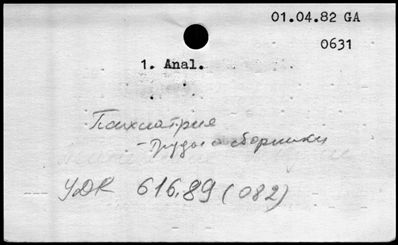 01.04.82 GA
0631
1. Anal.
Психиатрия
- Труды и сборники
УДК 616.89 (082)